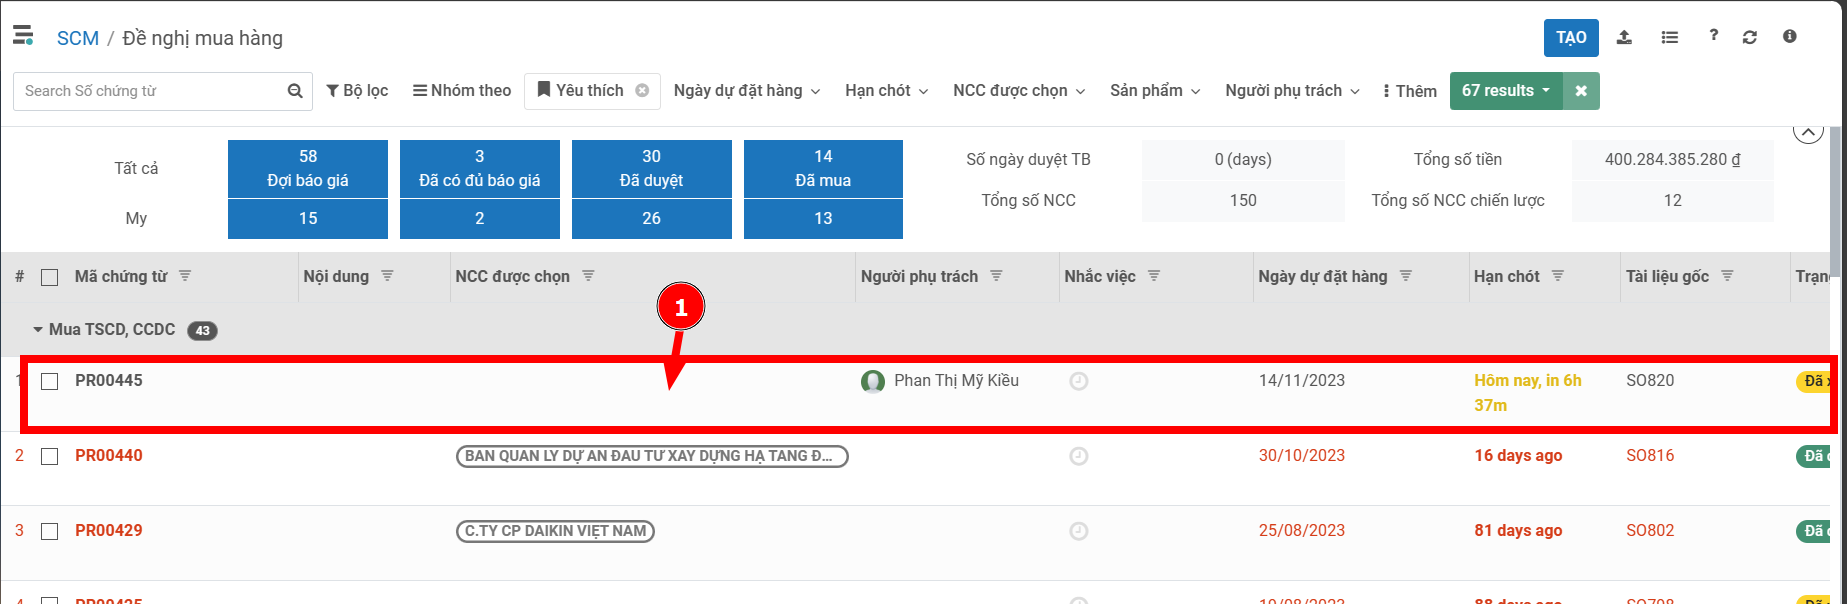 SCM / Đề nghị mua hàng
TẠO
Search Số chứng từ
Bộ lọc
Nhóm theo
Yêu thích
Ngày dự đặt hàng
Hạn chót
NCC được chọn
Sản phẩm
Người phụ trách
Thêm
67 results
Tất cả
58 Đợi báo giá
3 Đã có đủ báo giá
30 Đã duyệt
14 Đã mua
My
15
2
26
13
Số ngày duyệt TB 0 (days)
Tổng số tiền 400.284.385.280 ₫
Tổng số NCC 150
Tổng số NCC chiến lược 12
# Mã chứng từ Nội dung NCC được chọn Người phụ trách Nhắc việc Ngày dự đặt hàng Hạn chót Tài liệu gốc
1
Mua TSCD, CCDC 43
1 PR00445 Phan Thị Mỹ Kiều 14/11/2023 Hôm nay, in 6h 37m SO820 Đã
2 PR00440 BAN QUAN LY DỰ AN ĐAU TƯ XAY DỰNG HẠ TANG Đ... 30/10/2023 16 days ago SO816 Đã
3 PR00429 C.TY CP DAIKIN VIỆT NAM 25/08/2023 81 days ago SO802 Đã